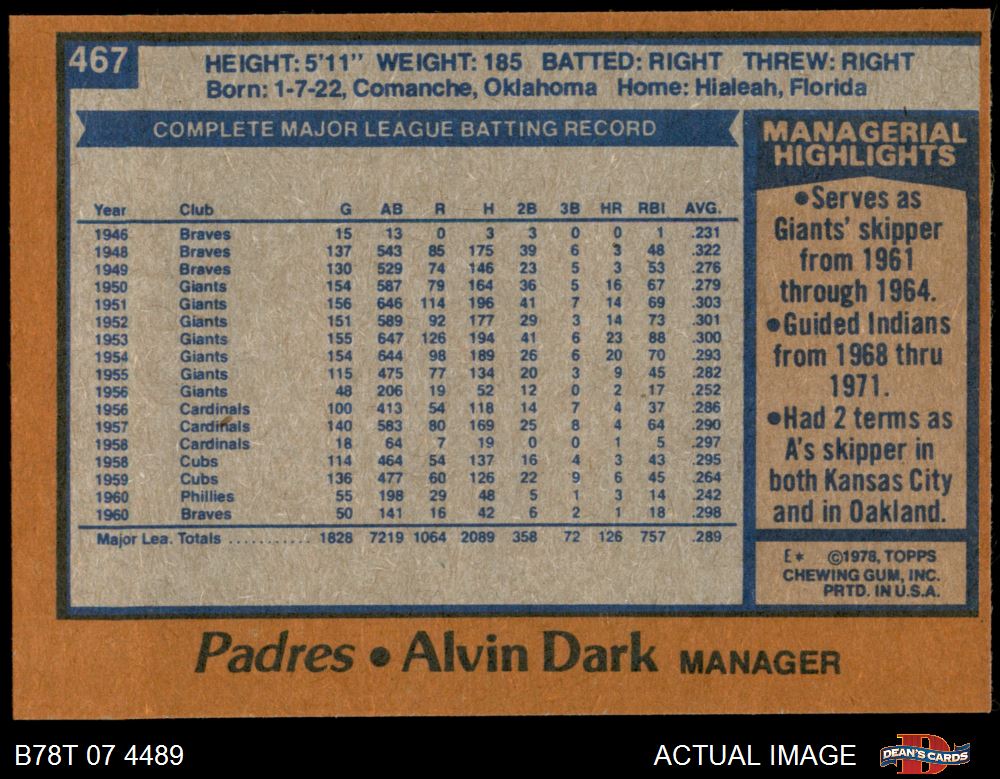 467
HEIGHT: 5'11" WEIGHT: 185 BATTED: RIGHT THREW: RIGHT
Born: 1-7-22, Comanche, Oklahoma Home: Hialeah, Florida
COMPLETE MAJOR LEAGUE BATTING RECORD
Year Club G AB R H 2B 3B HR RBI AVG.
1946 Braves 15 13 0 3 3 0 0 1 .231
1948 Braves 137 543 85 175 39 6 3 48 .322
1949 Braves 130 529 74 146 23 5 3 53 .276
1950 Giants 154 587 79 164 36 5 16 67 .279
1951 Giants 156 646 114 196 41 7 14 69 .303
1952 Giants 151 589 92 177 29 3 14 73 .301
1953 Giants 155 647 126 194 41 6 23 88 .300
1954 Giants 154 644 98 189 26 6 20 70 .293
1955 Giants 115 475 77 134 20 3 9 45 .282
1956 Giants 48 206 19 52 12 0 2 17 .252
1956 Cardinals 100 413 54 118 14 7 4 37 .286
1957 Cardinals 140 583 80 169 25 8 4 64 .290
1958 Cardinals 18 64 7 19 0 0 1 5 .297
1958 Cubs 114 464 54 137 16 4 3 43 .295
1959 Cubs 136 477 60 126 22 9 6 45 .264
1960 Phillies 55 198 29 48 5 1 3 14 .242
1960 Braves 50 141 16 42 6 2 1 18 .298
Major Lea. Totals ........... 1828 7219 1064 2089 358 72 126 757 .289
MANAGERIAL
HIGHLIGHTS
•Serves as
Giants' skipper
from 1961
through 1964.
•Guided Indians
from 1968 thru
1971.
•Had 2 terms as
A's skipper in
both Kansas City
and in Oakland.
E* ©1978, TOPPS
CHEWING GUM, INC.
PRTD. IN U.S.A.
Padres • Alvin Dark MANAGER
B78T 07 4489
ACTUAL IMAGE
DEAN'S CARDS